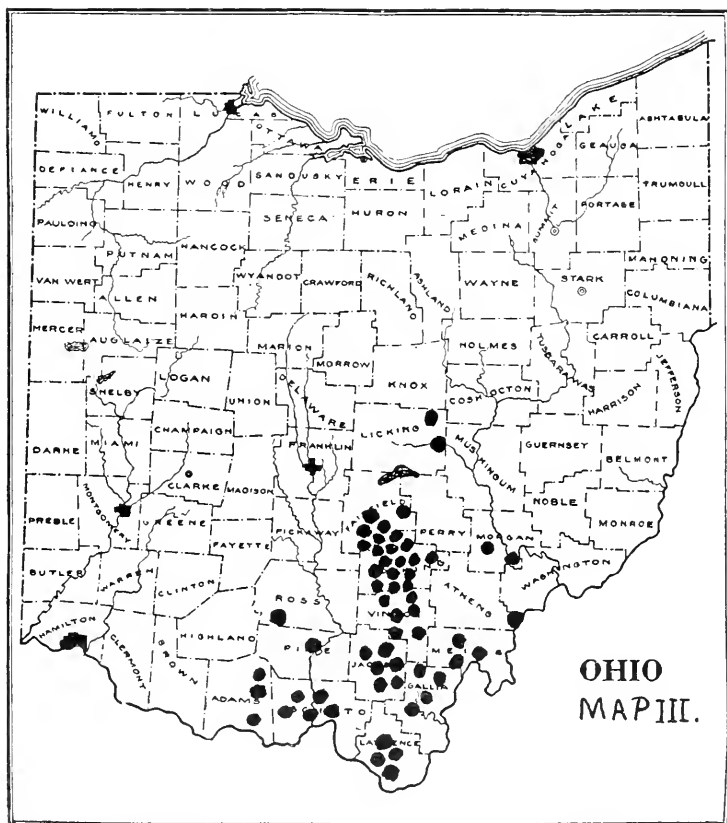 WILLIAMS FULTON LUCAS
OTTAWA LAKE ASHTABULA
GEAUGA
CUYAHOGA
DEFIANCE HENRY WOOD SANDUSKY ERIE LORAIN TRUMBULL
PORTAGE
SENECA HURON MEDINA SUMMIT
PAULDING
PUTNAM HANCOCK MAHONING
VAN WERT WYANDOT CRAWFORD RICHLAND ASHLAND WAYNE STARK
ALLEN COLUMBIANA
HARDIN
MERCER AUGLAIZE MARION HOLMES CARROLL
MORROW TUSCARAWAS JEFFERSON
LOGAN KNOX
SHELBY COSHOCTON HARRISON
UNION DELAWARE
CHAMPAIGN LICKING
DARKE MIAMI FRANKLIN MUSKINGUM GUERNSEY BELMONT
CLARKE MADISON
MONTGOMERY NOBLE
PREBLE GREENE PICKAWAY FAIRFIELD PERRY MORGAN MONROE
FAYETTE
BUTLER WARREN CLINTON WASHINGTON
ROSS ATHENS
HAMILTON HIGHLAND VINTON
CLERMONT BROWN PIKE MEIGS
JACKSON
ADAMS GALLIA
SCIOTO
LAWRENCE
OHIO
MAP III.